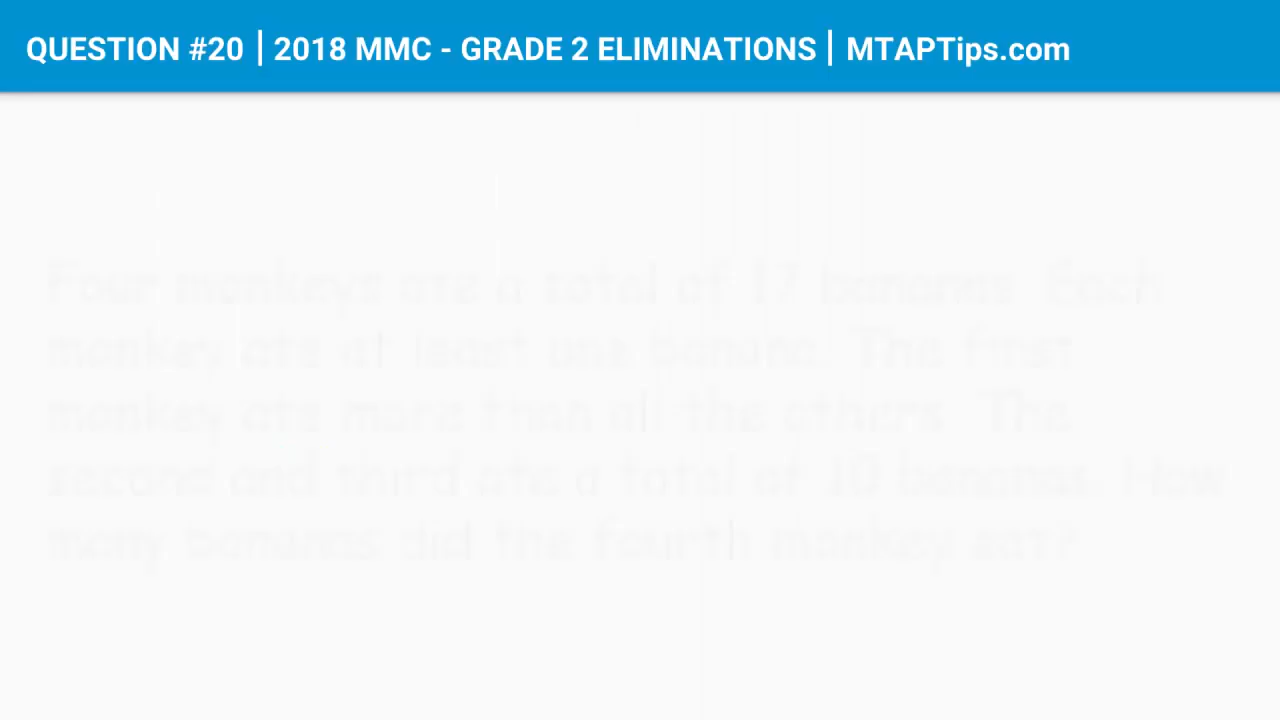 QUESTION #20 | 2018 MMC - GRADE 2 ELIMINATIONS | MTAPTips.com
Four monkeys ate a total of 17 bananas. Each
monkey ate at least one banana. The first
monkey ate more than all the others. The
second and third ate a total of 10 bananas. How
many bananas did the fourth monkey eat?